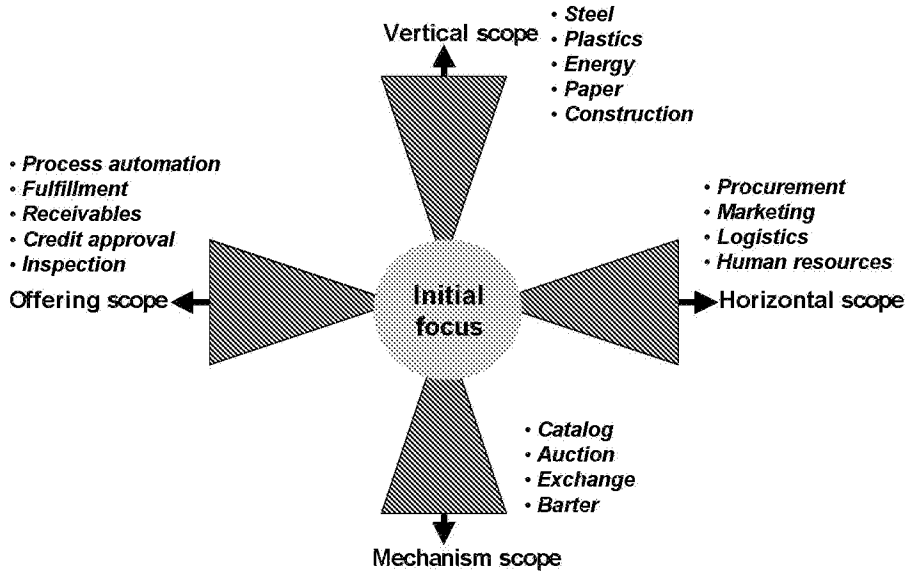 Vertical scope
• Steel
• Plastics
• Energy
• Paper
• Construction
• Process automation
• Fulfillment
• Receivables
• Credit approval
• Inspection
Offering scope
Initial
focus
• Procurement
• Marketing
• Logistics
• Human resources
Horizontal scope
• Catalog
• Auction
• Exchange
• Barter
Mechanism scope